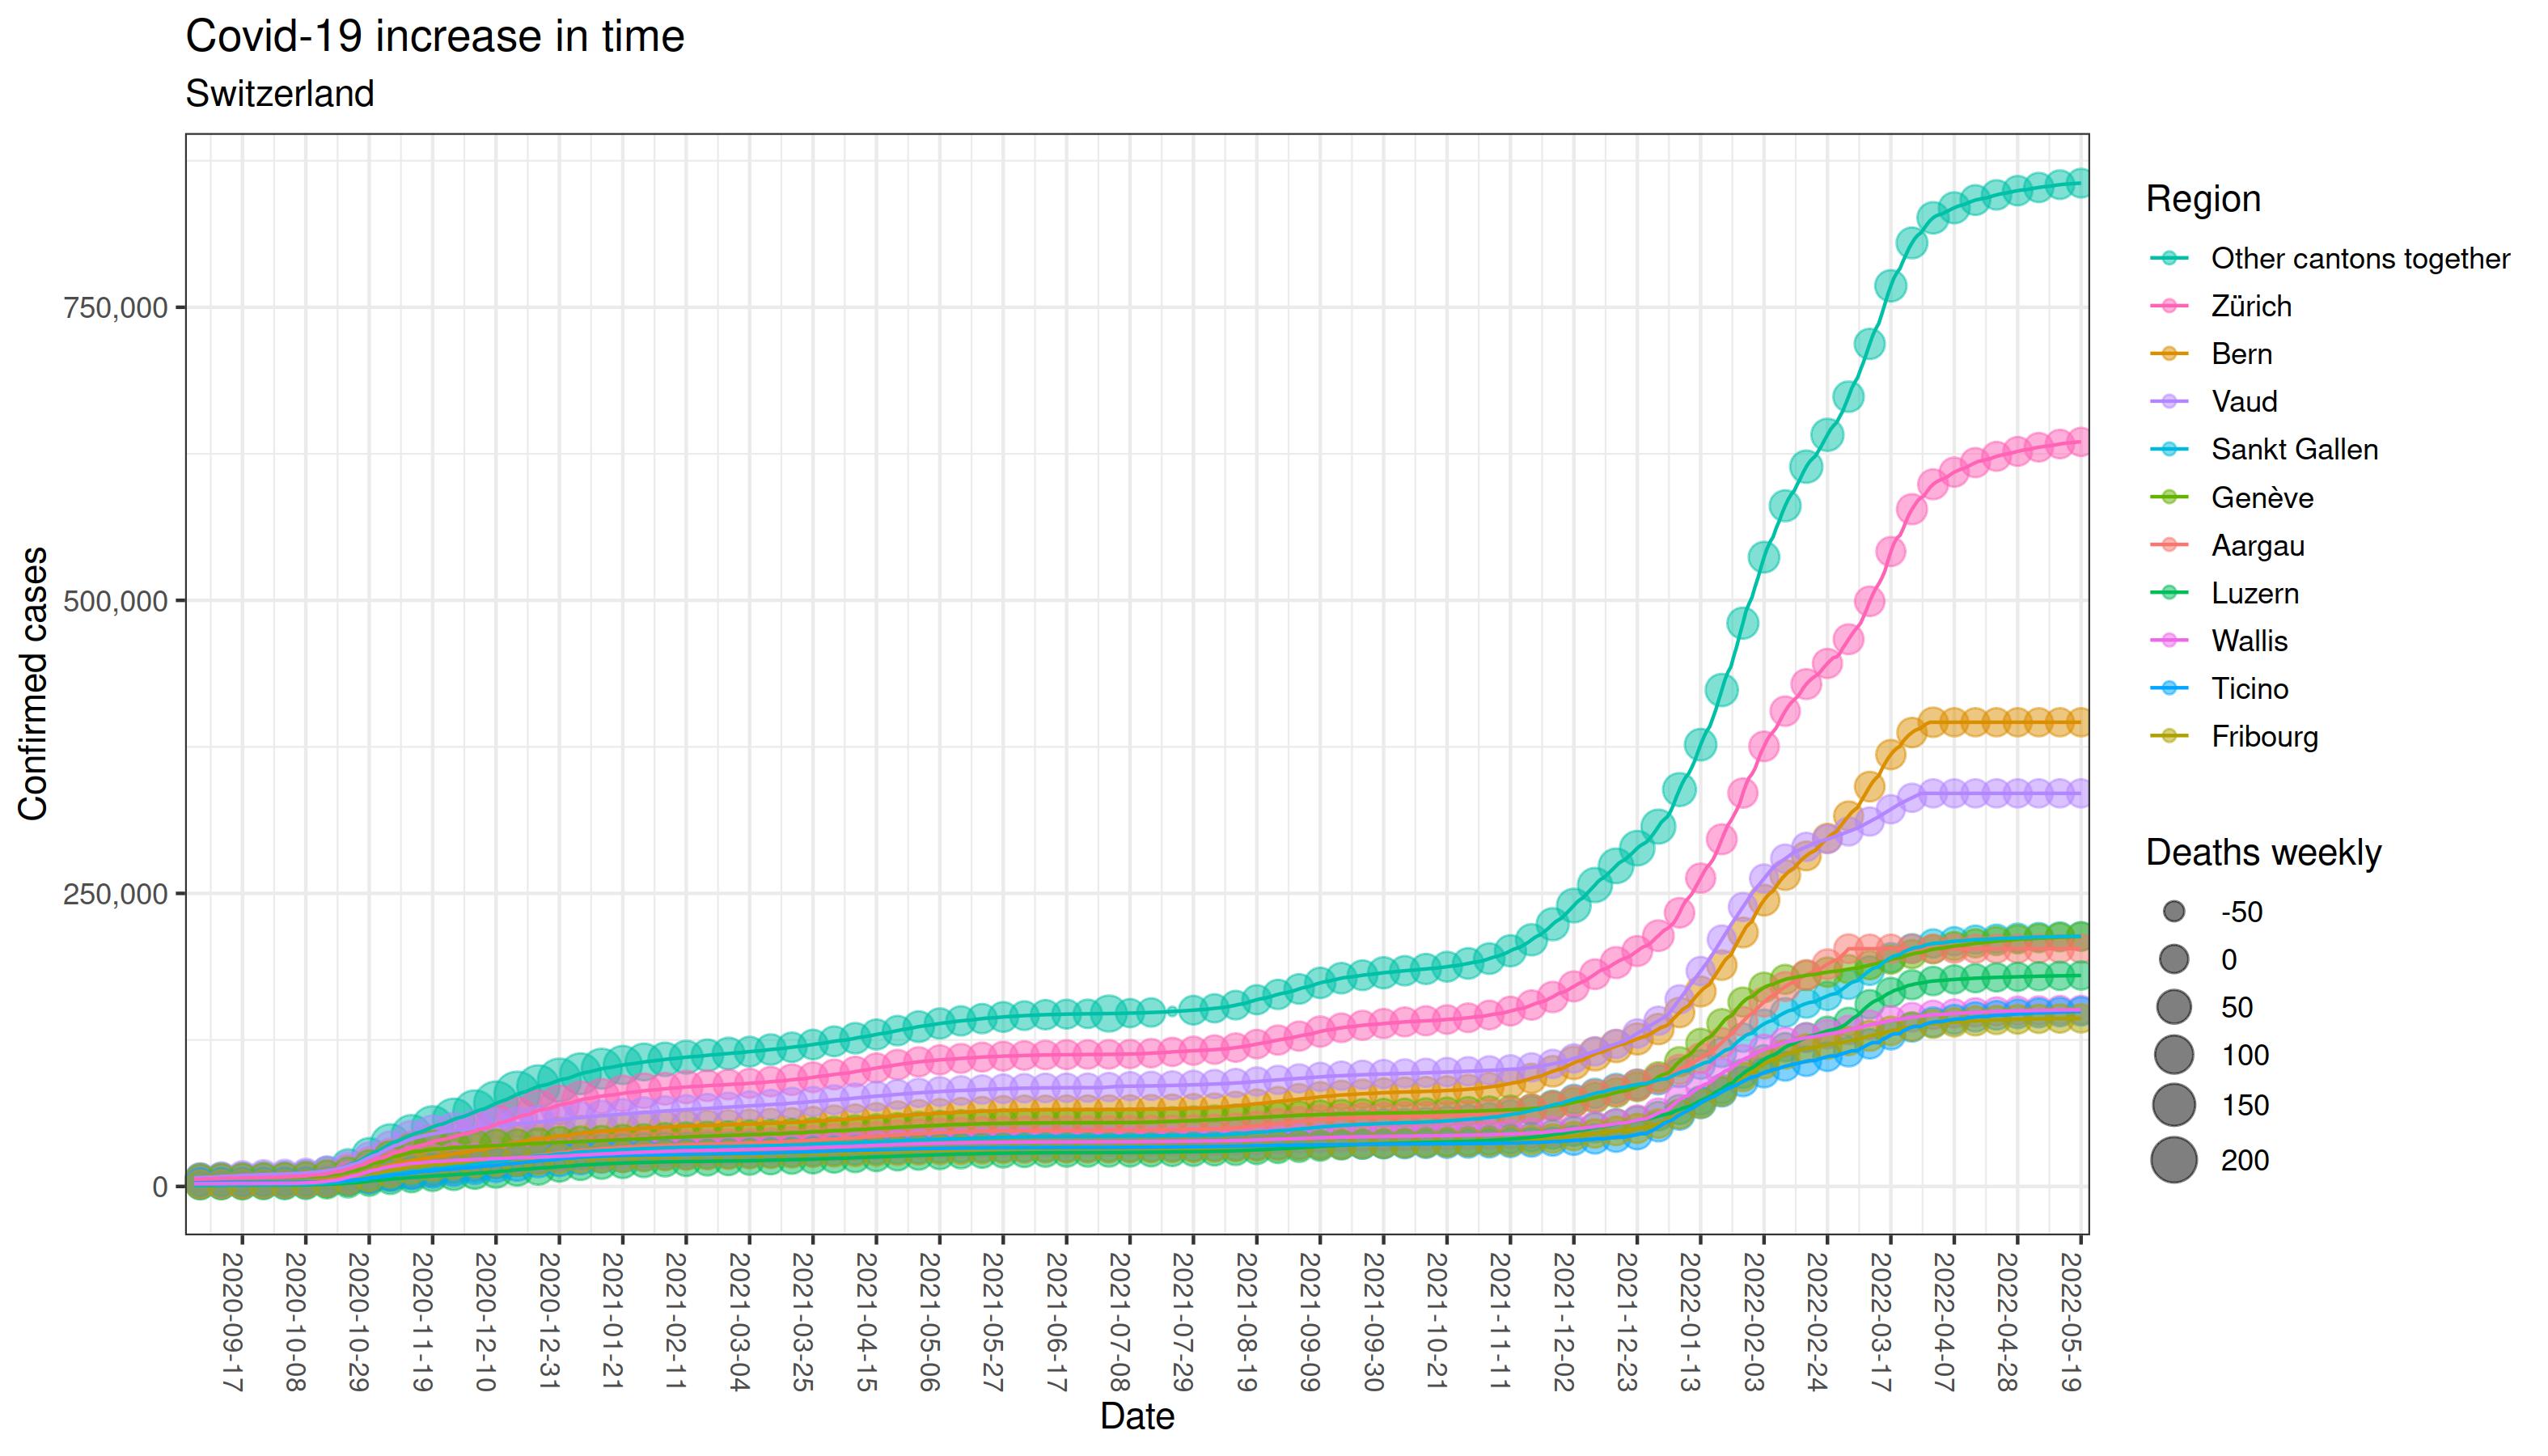 Covid-19 increase in time
Switzerland
Confirmed cases
750,000
500,000
250,000
0
2020-09-17
2020-10-08
2020-10-29
2020-11-19
2020-12-10
2020-12-31
2021-01-21
2021-02-11
2021-03-04
2021-03-25
2021-04-15
2021-05-06
2021-05-27
2021-06-17
2021-07-08
2021-07-29
2021-08-19
2021-09-09
2021-09-30
2021-10-21
2021-11-11
2021-12-02
2021-12-23
2022-01-13
2022-02-03
2022-02-24
2022-03-17
2022-04-07
2022-04-28
2022-05-19
Date
Region
Other cantons together
Zürich
Bern
Vaud
Sankt Gallen
Genève
Aargau
Luzern
Wallis
Ticino
Fribourg
Deaths weekly
-50
0
50
100
150
200